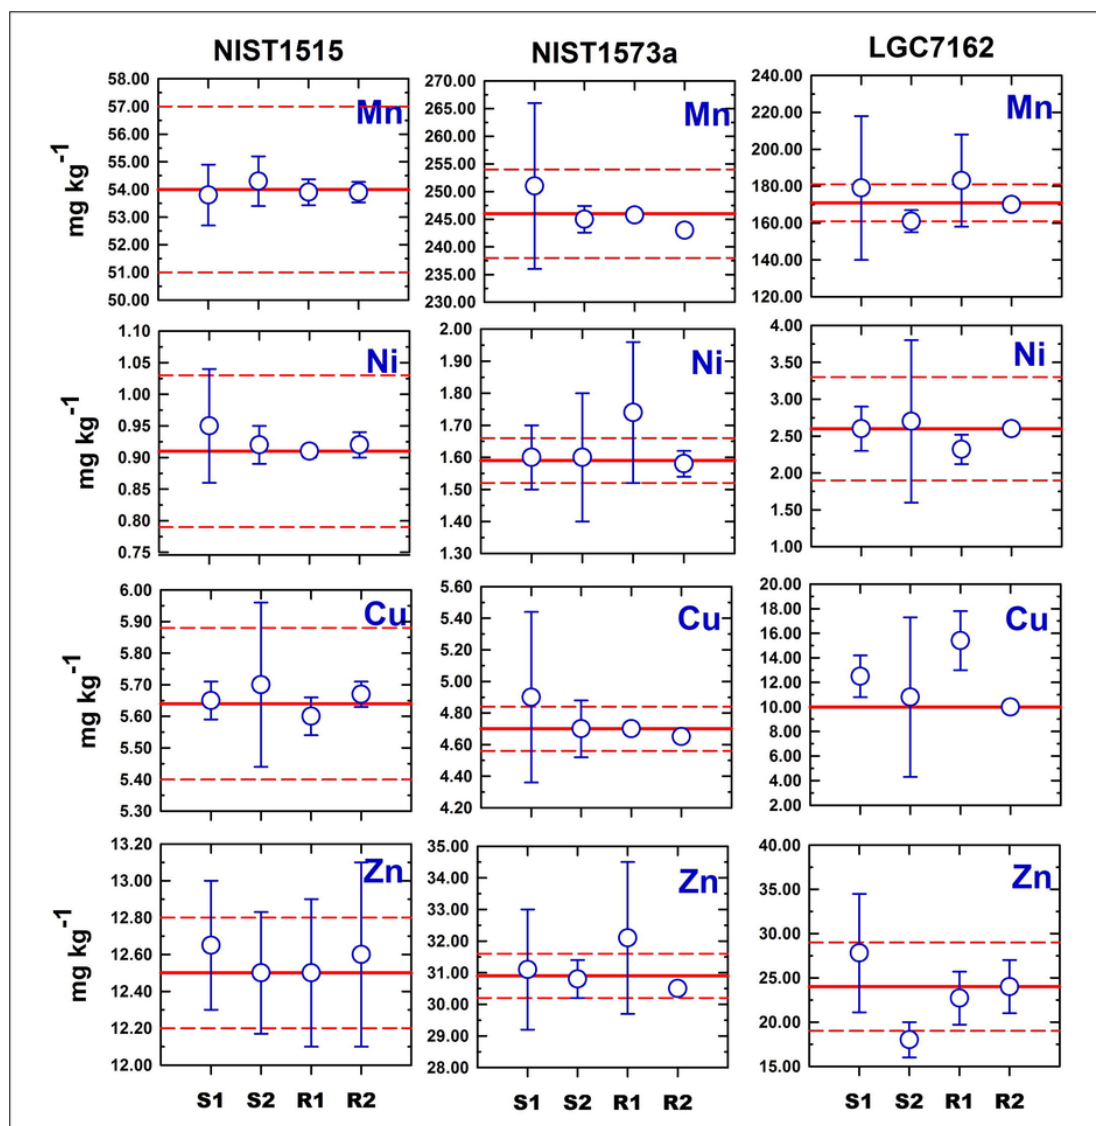 NIST1515 NIST1573a LGC7162
58.00 57.00 56.00 55.00 54.00 53.00 52.00 51.00 50.00
mg kg-1
Mn
270.00 265.00 260.00 255.00 250.00 245.00 240.00 235.00 230.00
Mn
240.00 220.00 200.00 180.00 160.00 140.00 120.00
Mn
1.10 1.05 1.00 0.95 0.90 0.85 0.80 0.75
mg kg-1
Ni
2.00 1.90 1.80 1.70 1.60 1.50 1.40 1.30
Ni
4.00 3.50 3.00 2.50 2.00 1.50 1.00
Ni
6.00 5.90 5.80 5.70 5.60 5.50 5.40 5.30
mg kg-1
Cu
5.60 5.40 5.20 5.00 4.80 4.60 4.40 4.20
Cu
20.00 18.00 16.00 14.00 12.00 10.00 8.00 6.00 4.00 2.00
Cu
13.20 13.00 12.80 12.60 12.40 12.20 12.00
mg kg-1
Zn
35.00 34.00 33.00 32.00 31.00 30.00 29.00 28.00
Zn
40.00 35.00 30.00 25.00 20.00 15.00
Zn
S1 S2 R1 R2 S1 S2 R1 R2 S1 S2 R1 R2